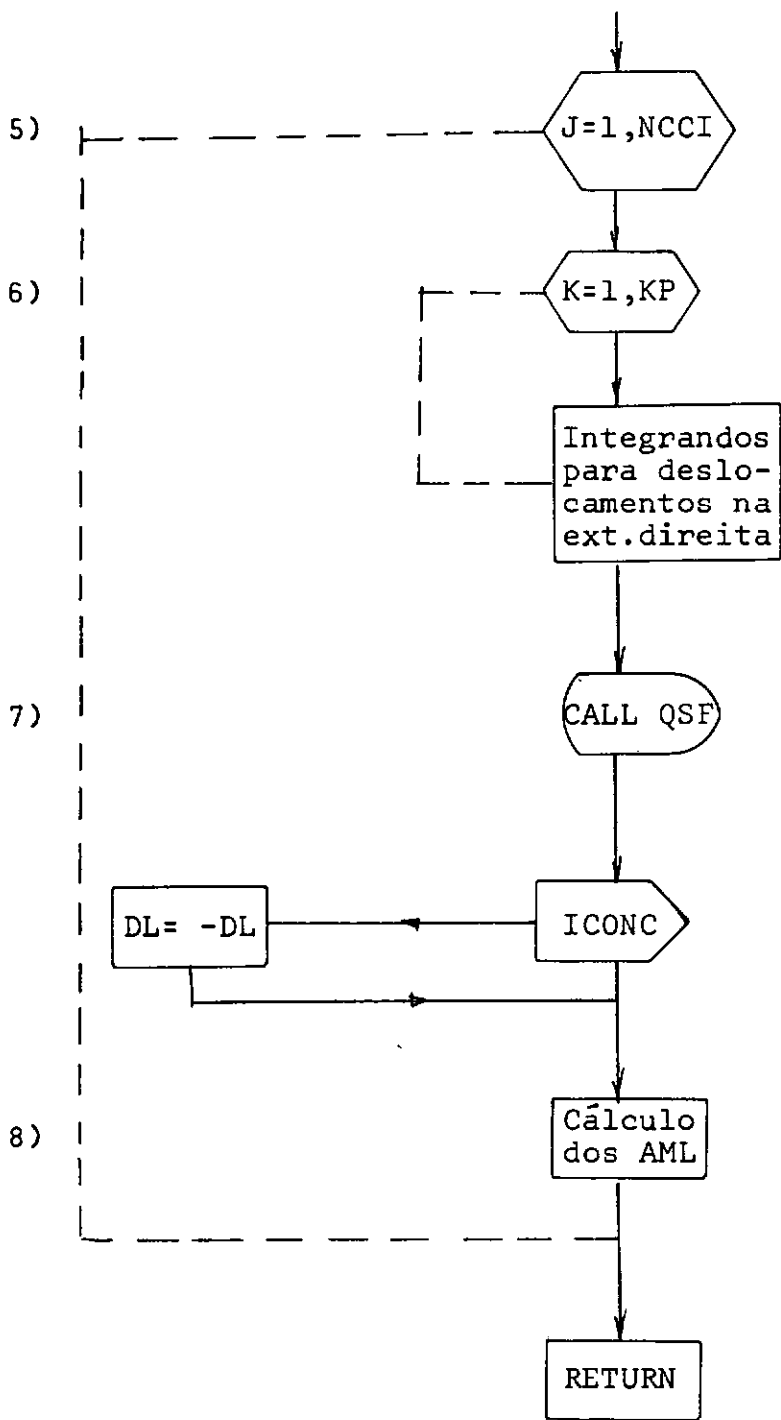 5)
J=1,NCCI
6)
K=1,KP
Integrandos
para deslo-
camentos na
ext.direita
7)
CALL QSF
DL= -DL
ICONC
8)
Cálculo
dos AML
RETURN